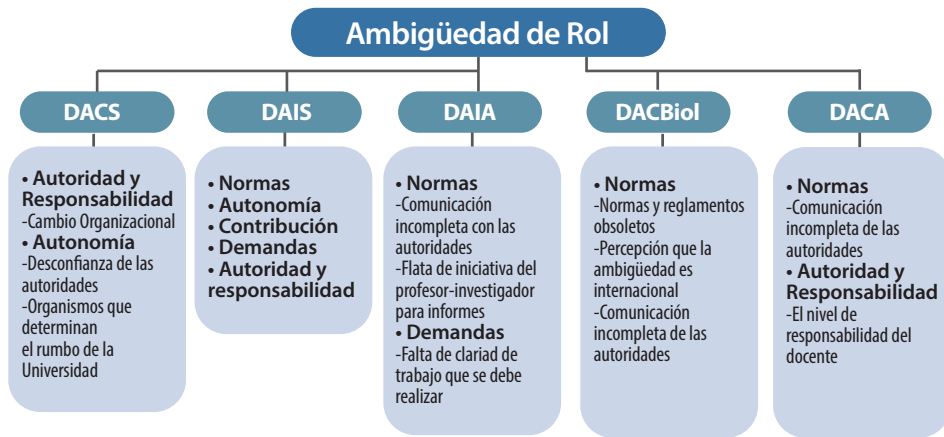 Ambigüedad de Rol
DACS
• Autoridad y
Responsabilidad
-Cambio Organizacional
• Autonomía
-Desconfianza de las
autoridades
-Organismos que
determinan
el rumbo de la
Universidad
DAIS
• Normas
• Autonomía
• Contribución
• Demandas
• Autoridad y
responsabilidad
DAIA
• Normas
-Comunicación
incompleta con las
autoridades
-Flata de iniciativa del
profesor-investigador
para informes
• Demandas
-Falta de clariad de
trabajo que se debe
realizar
DACBiol
• Normas
-Normas y reglamentos
obsoletos
-Percepción que la
ambigüedad es
internacional
-Comunicación
incompleta de las
autoridades
DACA
• Normas
-Comunicación
incompleta de las
autoridades
• Autoridad y
Responsabilidad
-El nivel de
responsabilidad del
docente